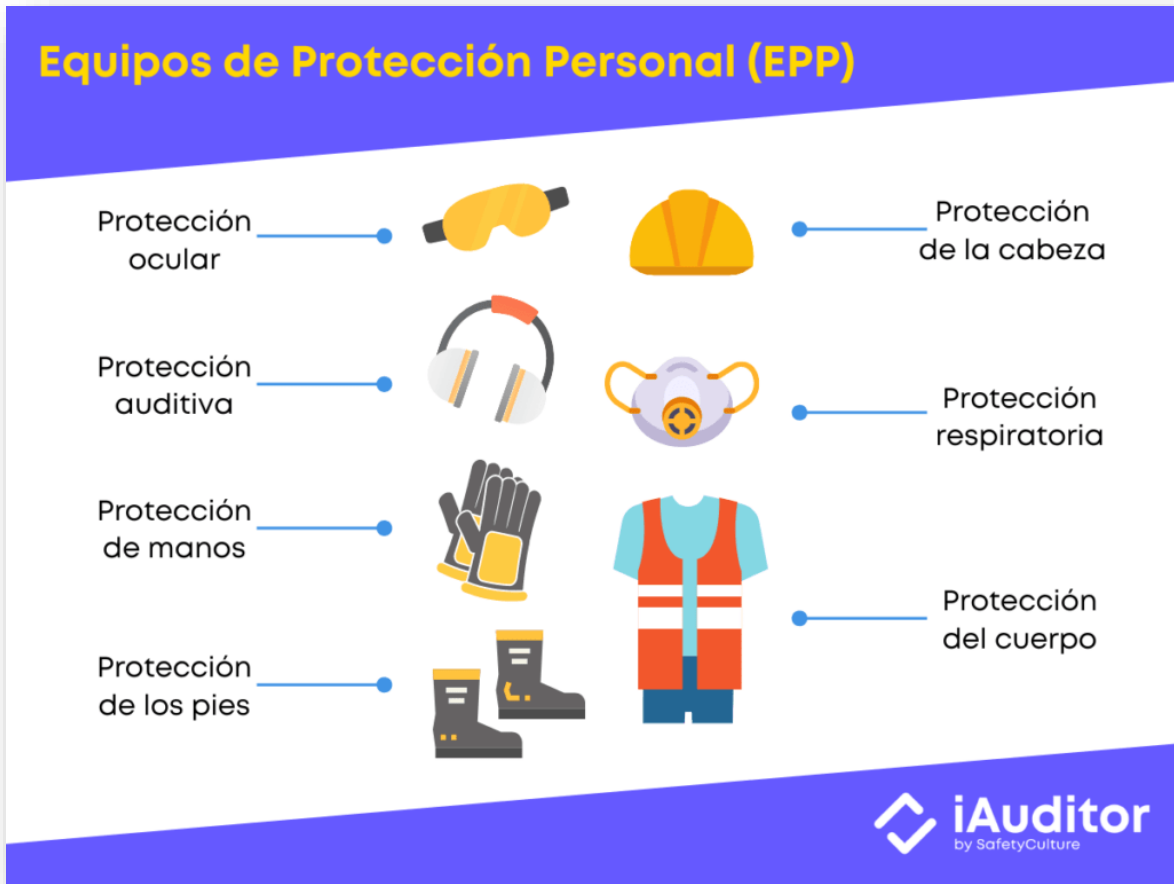 Equipos de Protección Personal (EPP)
Protección
ocular
Protección
de la cabeza
Protección
auditiva
Protección
respiratoria
Protección
de manos
Protección
del cuerpo
Protección
de los pies
iAuditor
by SafetyCulture